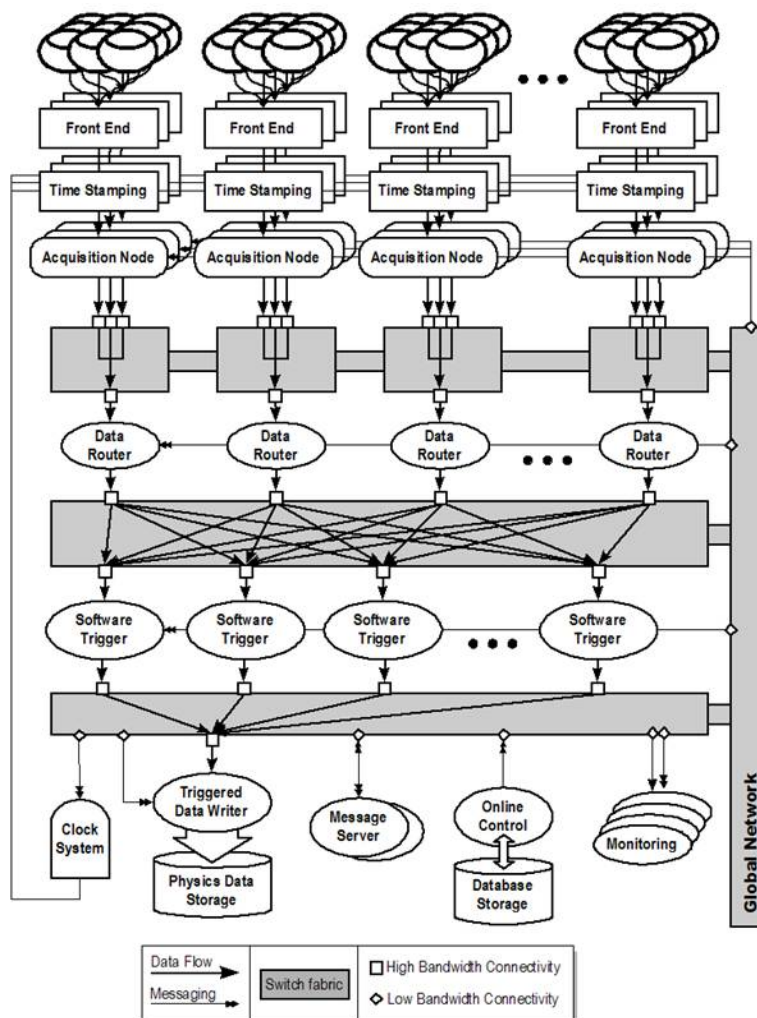 Front End
Front End
Front End
Front End
Time Stamping
Time Stamping
Time Stamping
Time Stamping
Acquisition Node
Acquisition Node
Acquisition Node
Acquisition Node
Data
Router
Data
Router
Data
Router
Data
Router
Software
Trigger
Software
Trigger
Software
Trigger
Software
Trigger
Clock
System
Triggered
Data Writer
Physics Data
Storage
Message
Server
Online
Control
Database
Storage
Monitoring
Global Network
Data Flow
Messaging
Switch fabric
High Bandwidth Connectivity
Low Bandwidth Connectivity